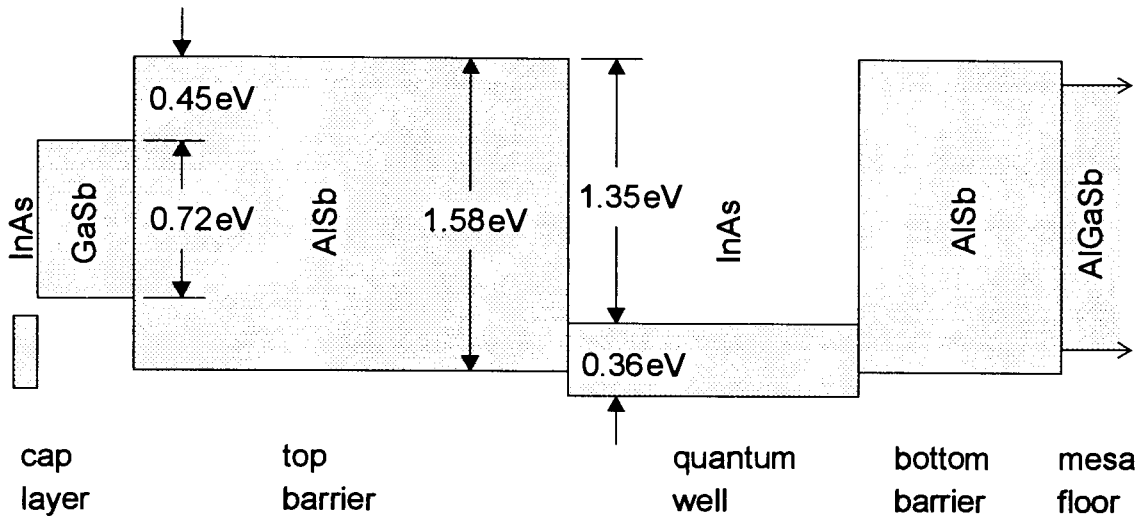 0.45eV
0.72eV
1.58eV
1.35eV
0.36eV
InAs
GaSb
AlSb
InAs
AlSb
AlGaSb
cap layer
top barrier
quantum well
bottom barrier
mesa floor